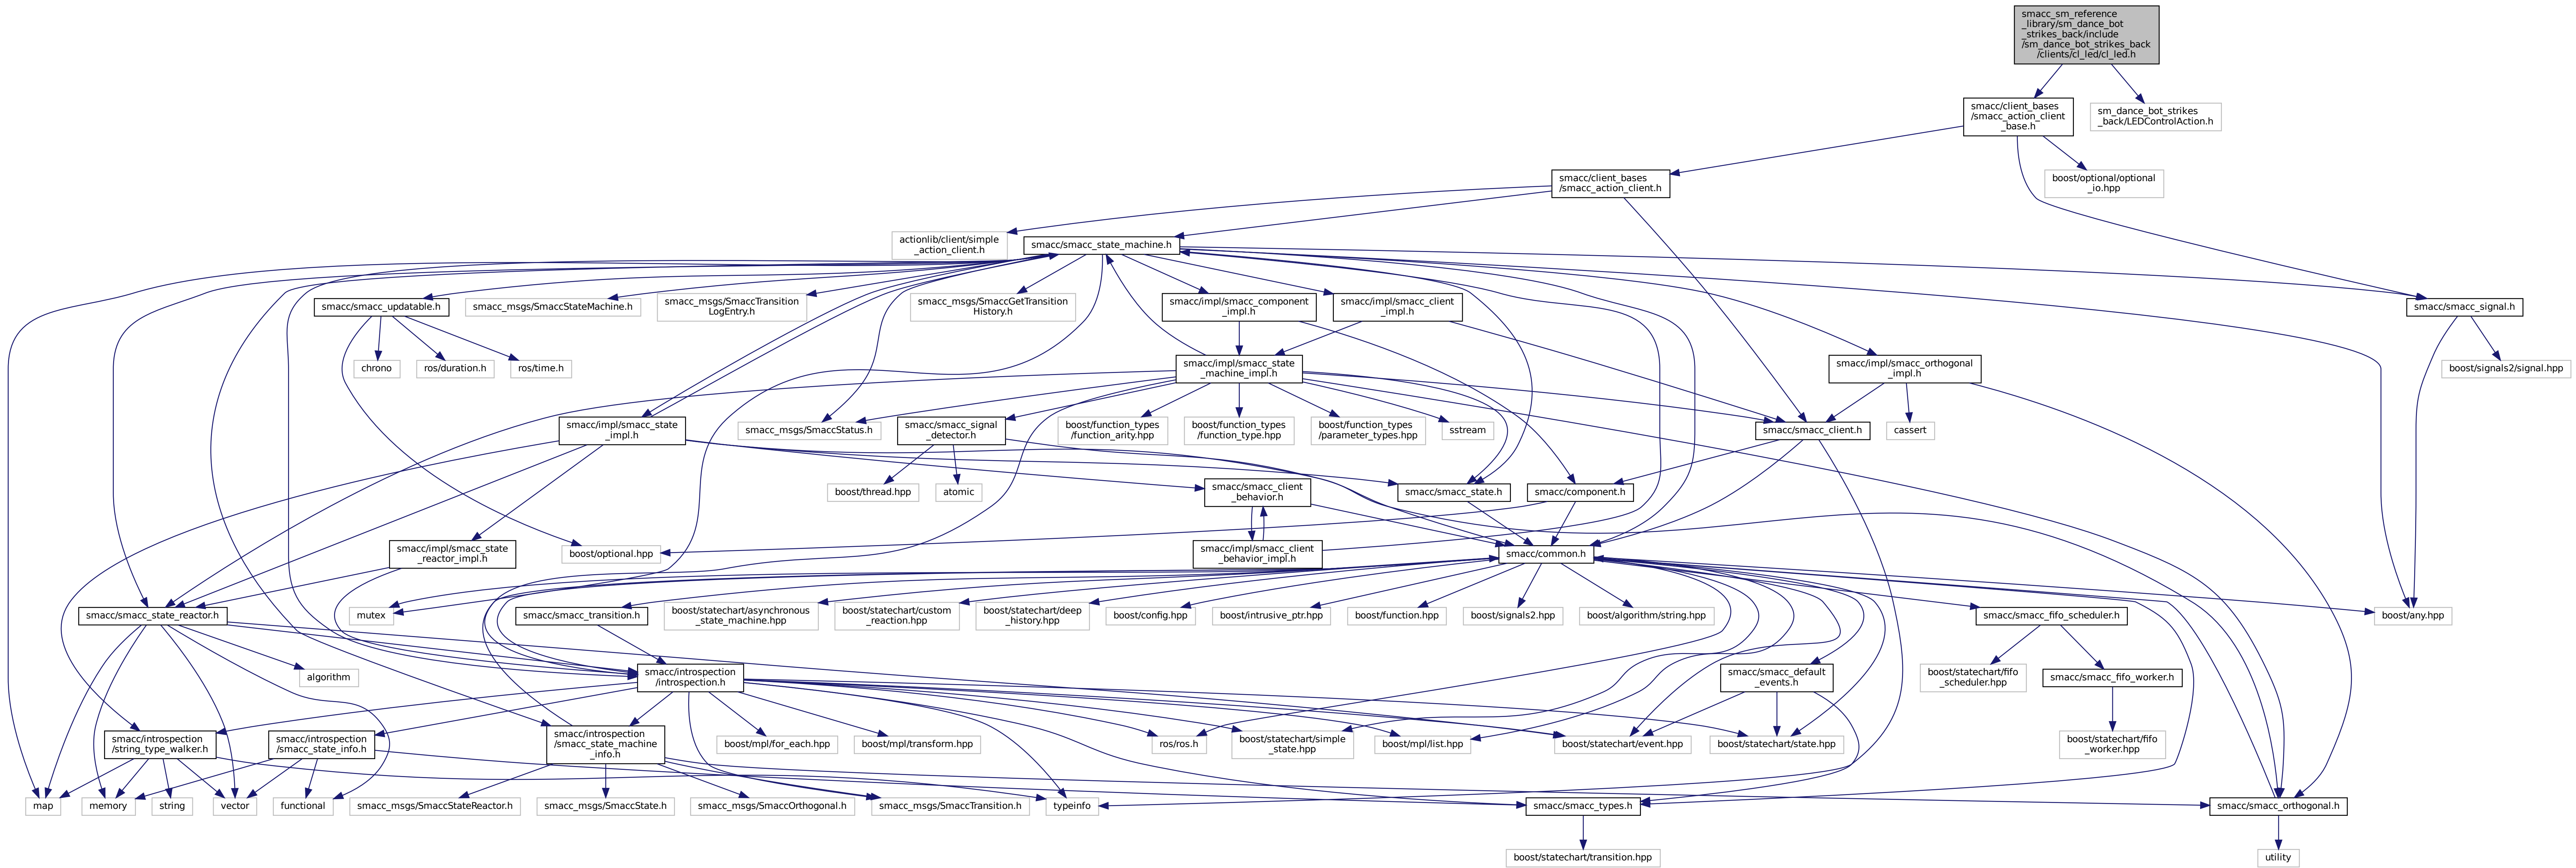 smacc_sm_reference
_library/sm_dance_bot
_strikes_back/include
/sm_dance_bot_strikes_back
/clients/cl_led/cl_led.h
smacc/client_bases
/smacc_action_client
_base.h
sm_dance_bot_strikes
_back/LEDControlAction.h
smacc/client_bases
/smacc_action_client.h
boost/optional/optional
_io.hpp
actionlib/client/simple
_action_client.h
smacc/smacc_state_machine.h
smacc/smacc_updatable.h
smacc_msgs/SmaccStateMachine.h
smacc_msgs/SmaccTransition
LogEntry.h
smacc_msgs/SmaccGetTransition
History.h
smacc/impl/smacc_component
_impl.h
smacc/impl/smacc_client
_impl.h
smacc/smacc_signal.h
chrono
ros/duration.h
ros/time.h
smacc/impl/smacc_state
_machine_impl.h
smacc/impl/smacc_orthogonal
_impl.h
boost/signals2/signal.hpp
smacc/impl/smacc_state
_impl.h
smacc_msgs/SmaccStatus.h
smacc/smacc_signal
_detector.h
boost/function_types
/function_arity.hpp
boost/function_types
/function_type.hpp
boost/function_types
/parameter_types.hpp
sstream
smacc/smacc_client.h
cassert
boost/thread.hpp
atomic
smacc/smacc_client
_behavior.h
smacc/smacc_state.h
smacc/component.h
smacc/impl/smacc_state
_reactor_impl.h
boost/optional.hpp
smacc/impl/smacc_client
_behavior_impl.h
smacc/common.h
smacc/smacc_state_reactor.h
mutex
smacc/smacc_transition.h
boost/statechart/asynchronous
_state_machine.hpp
boost/statechart/custom
_reaction.hpp
boost/statechart/deep
_history.hpp
boost/config.hpp
boost/intrusive_ptr.hpp
boost/function.hpp
boost/signals2.hpp
boost/algorithm/string.hpp
smacc/smacc_fifo_scheduler.h
boost/any.hpp
algorithm
smacc/introspection
/introspection.h
smacc/smacc_default
_events.h
boost/statechart/fifo
_scheduler.hpp
smacc/smacc_fifo_worker.h
smacc/introspection
/string_type_walker.h
smacc/introspection
/smacc_state_info.h
smacc/introspection
/smacc_state_machine
_info.h
boost/mpl/for_each.hpp
boost/mpl/transform.hpp
ros/ros.h
boost/statechart/simple
_state.hpp
boost/mpl/list.hpp
boost/statechart/event.hpp
boost/statechart/state.hpp
boost/statechart/fifo
_worker.hpp
map
memory
string
vector
functional
smacc_msgs/SmaccStateReactor.h
smacc_msgs/SmaccState.h
smacc_msgs/SmaccOrthogonal.h
smacc_msgs/SmaccTransition.h
typeinfo
smacc/smacc_types.h
smacc/smacc_orthogonal.h
boost/statechart/transition.hpp
utility